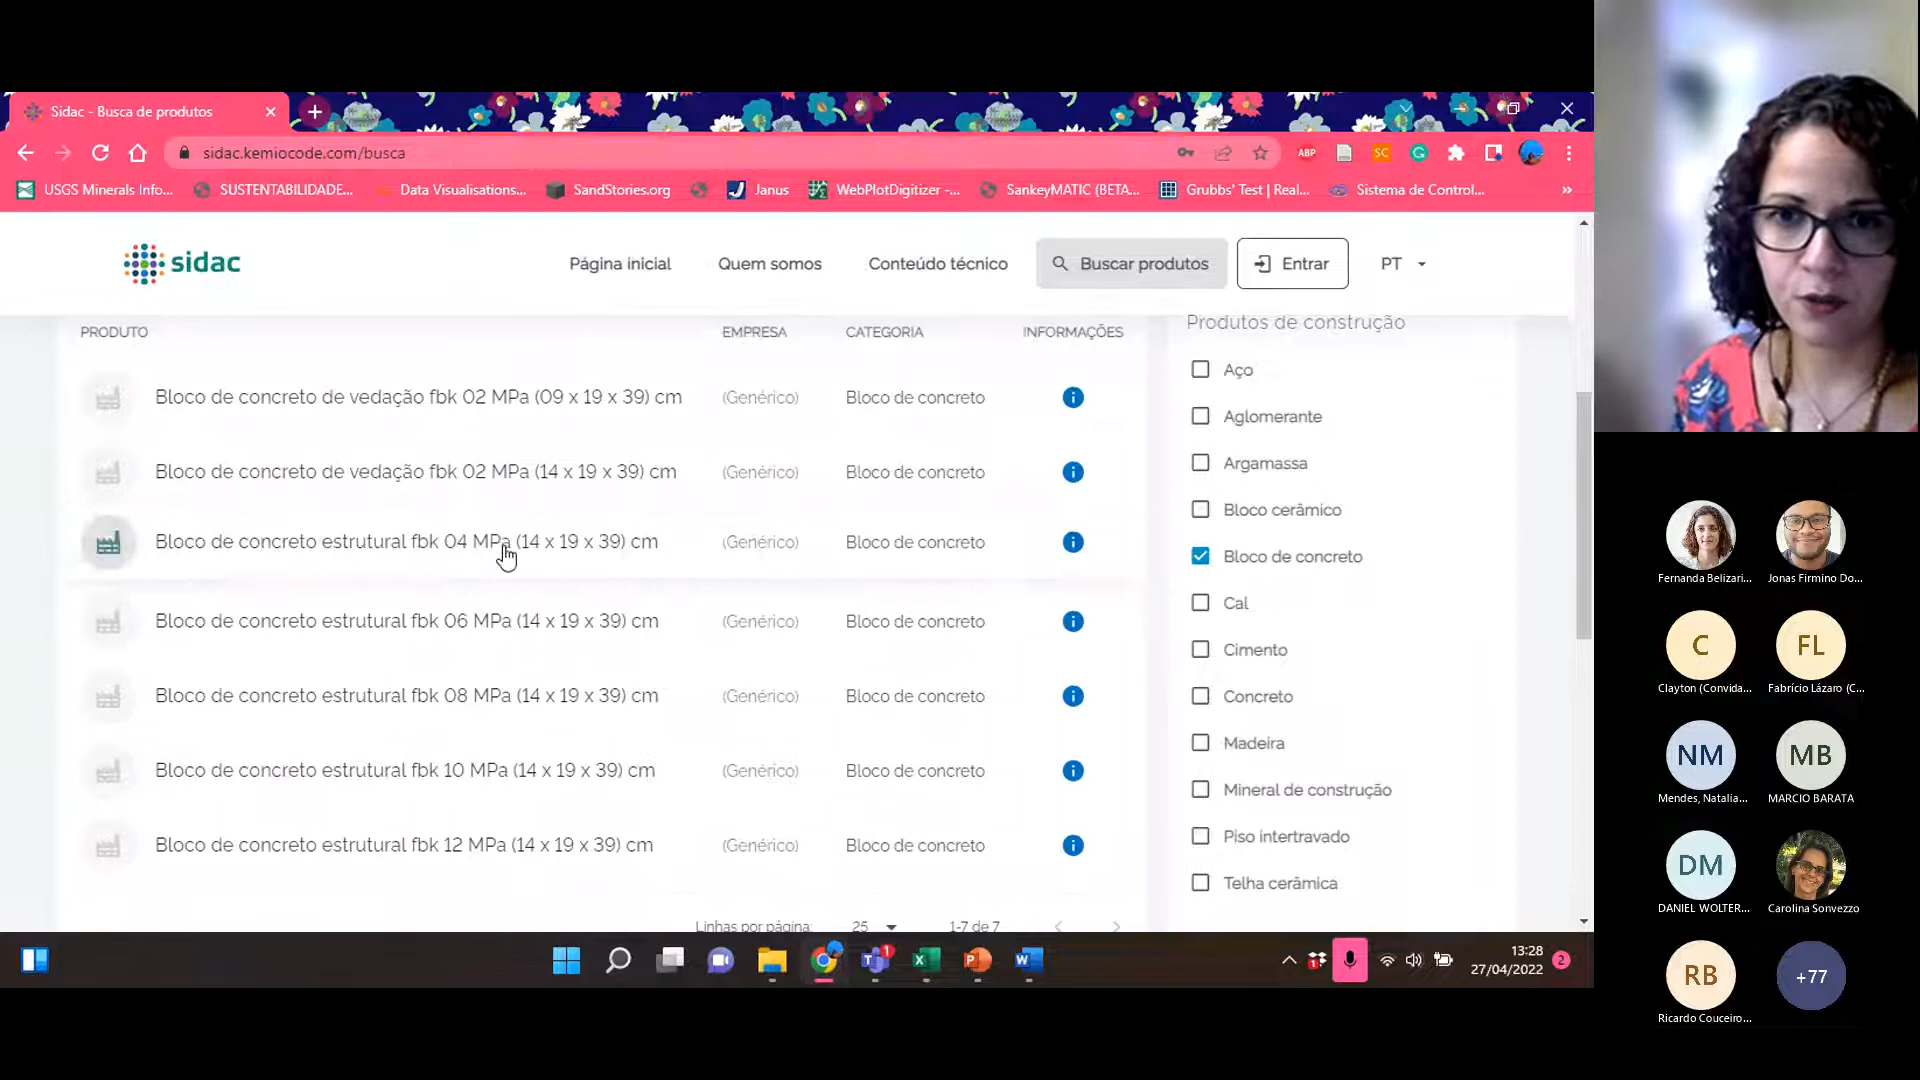 Sidac - Busca de produtos
sidac.kemiocode.com/busca
ABP
SC
USGS Minerals Info...
SUSTENTABILIDADE...
Data Visualisations...
SandStories.org
Janus
WebPlotDigitizer -...
SankeyMATIC (BETA...
Grubbs' Test | Real...
Sistema de Control...
»
sidac
Página inicial
Quem somos
Conteúdo técnico
Buscar produtos
Entrar
PT
PRODUTO EMPRESA CATEGORIA INFORMAÇÕES
Bloco de concreto de vedação fbk 02 MPa (09 x 19 x 39) cm (Genérico) Bloco de concreto
Bloco de concreto de vedação fbk 02 MPa (14 x 19 x 39) cm (Genérico) Bloco de concreto
Bloco de concreto estrutural fbk 04 MPa (14 x 19 x 39) cm (Genérico) Bloco de concreto
Bloco de concreto estrutural fbk 06 MPa (14 x 19 x 39) cm (Genérico) Bloco de concreto
Bloco de concreto estrutural fbk 08 MPa (14 x 19 x 39) cm (Genérico) Bloco de concreto
Bloco de concreto estrutural fbk 10 MPa (14 x 19 x 39) cm (Genérico) Bloco de concreto
Bloco de concreto estrutural fbk 12 MPa (14 x 19 x 39) cm (Genérico) Bloco de concreto
Linhas por página: 25 1-7 de 7
Produtos de construção
Aço
Aglomerante
Argamassa
Bloco cerâmico
Bloco de concreto
Cal
Cimento
Concreto
Madeira
Mineral de construção
Piso intertravado
Telha cerâmica
13:28
27/04/2022
2
Fernanda Belizari...
Jonas Firmino Do...
C
Clayton (Convida...
FL
Fabrício Lázaro (C...
NM
Mendes, Natalia...
MB
MARCIO BARATA
DM
DANIEL WOLTER...
Carolina Sonvezzo
RB
Ricardo Couceiro...
+77